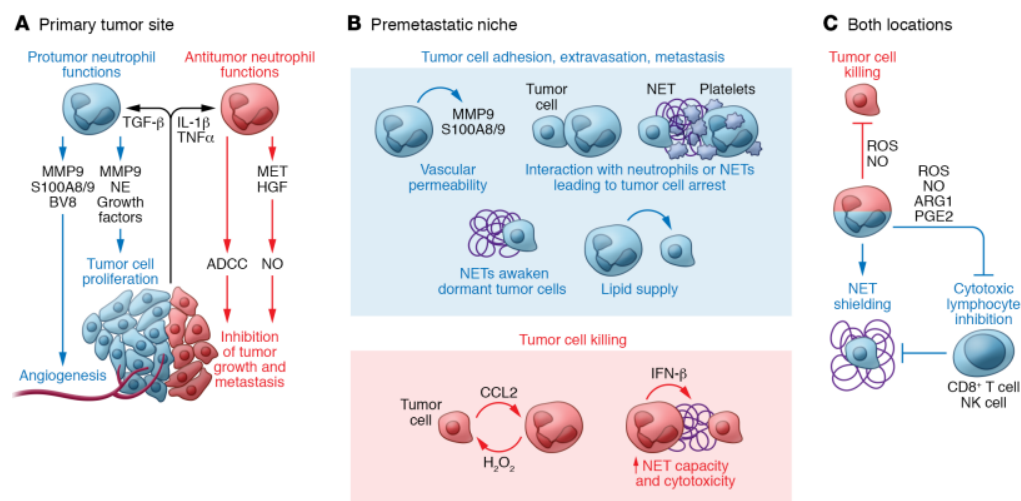 A Primary tumor site
Protumor neutrophil
functions
Antitumor neutrophil
functions
TGF-β
IL-1β
TNFα
MMP9
S100A8/9
BV8
MMP9
NE
Growth
factors
MET
HGF
Tumor cell
proliferation
ADCC
NO
Angiogenesis
Inhibition
of tumor
growth and
metastasis
B Premetastatic niche
Tumor cell adhesion, extravasation, metastasis
MMP9
S100A8/9
Vascular
permeability
Tumor
cell
NET
Platelets
Interaction with neutrophils or NETs
leading to tumor cell arrest
NETs awaken
dormant tumor cells
Lipid supply
Tumor cell killing
Tumor
cell
CCL2
H₂O₂
IFN-β
NET capacity
and cytotoxicity
C Both locations
Tumor cell
killing
ROS
NO
ROS
NO
ARG1
PGE2
NET
shielding
Cytotoxic
lymphocyte
inhibition
CD8⁺ T cell
NK cell